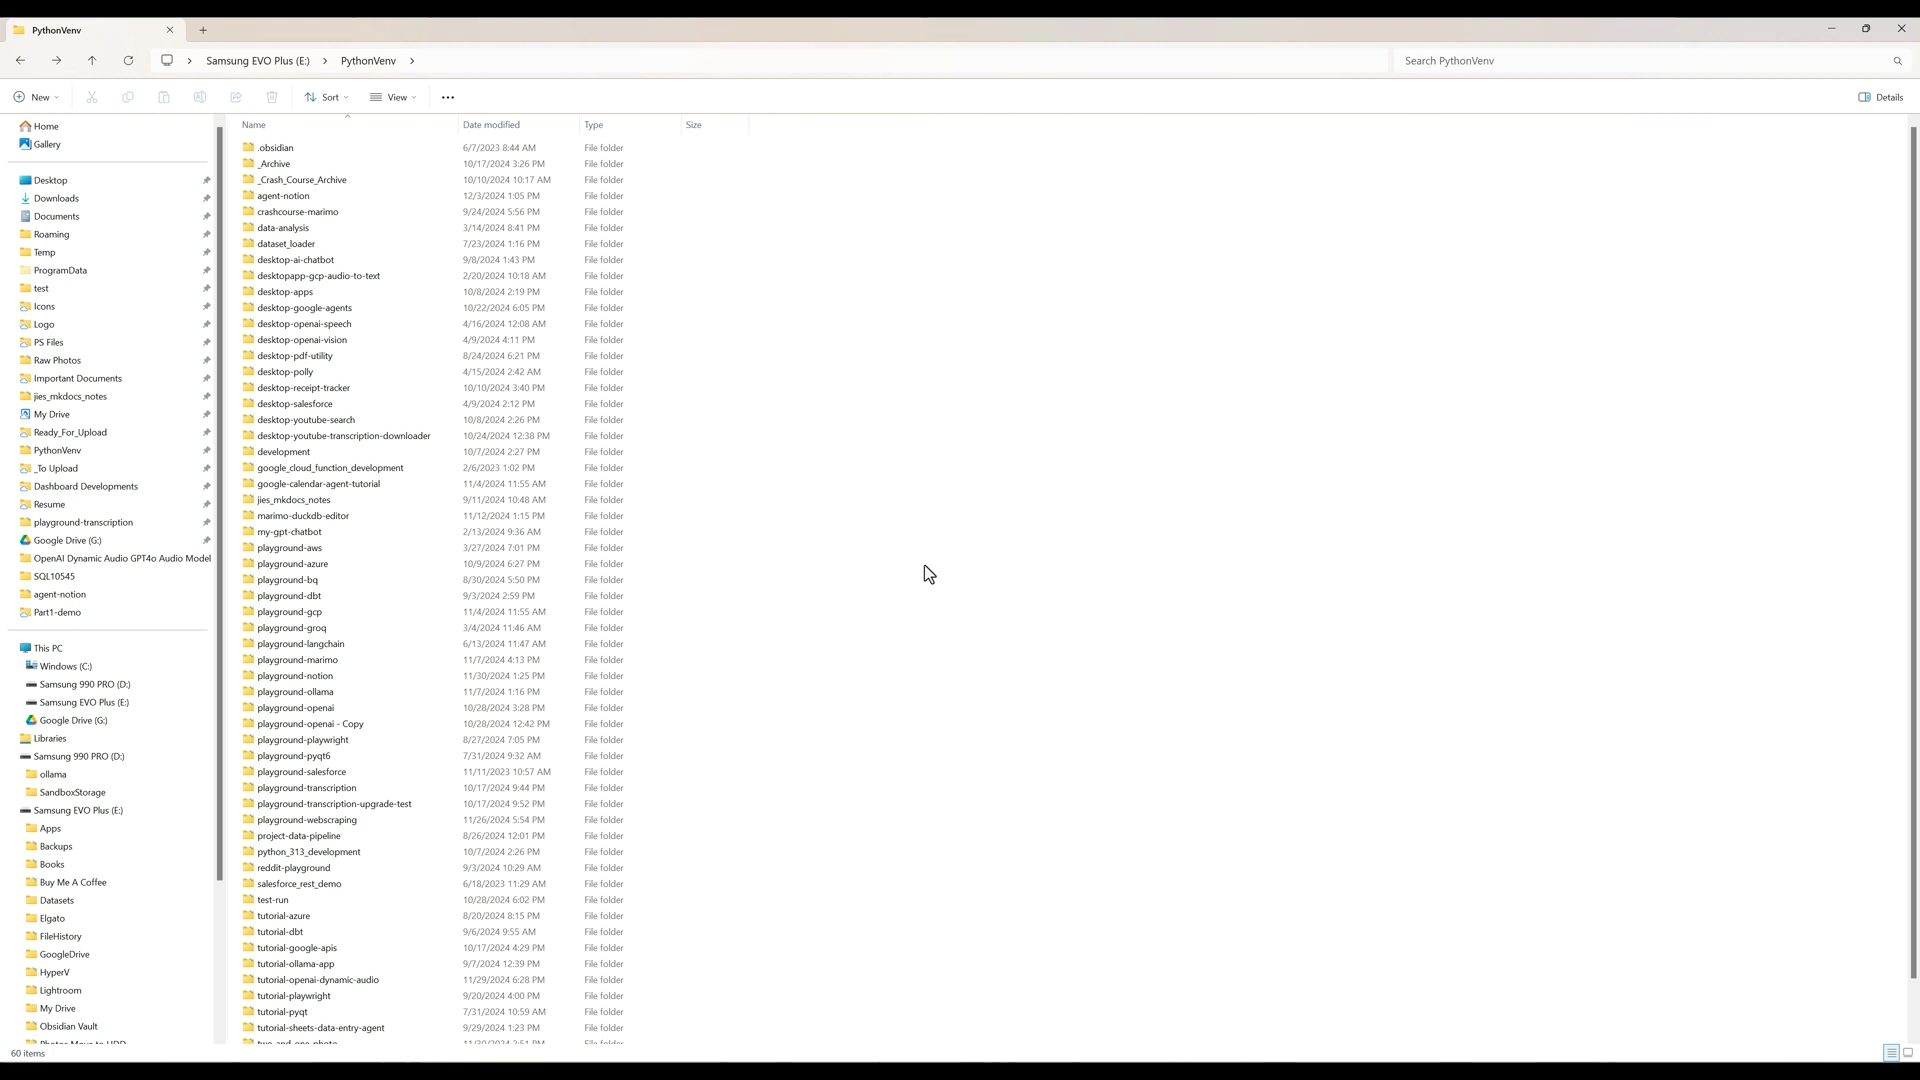 PythonVenv
Samsung EVO Plus (E:) > PythonVenv >
Search PythonVenv
New
Sort
View
Details
Home
Gallery
Desktop
Downloads
Documents
Roaming
Temp
ProgramData
test
Icons
Logo
PS Files
Raw Photos
Important Documents
jies_mkdocs_notes
My Drive
Ready_For_Upload
PythonVenv
_To Upload
Dashboard Developments
Resume
playground-transcription
Google Drive (G:)
OpenAI Dynamic Audio GPT4o Audio Model
SQL10545
agent-notion
Part1-demo
This PC
Windows (C:)
Samsung 990 PRO (D:)
Samsung EVO Plus (E:)
Google Drive (G:)
Libraries
Samsung 990 PRO (D:)
ollama
SandboxStorage
Samsung EVO Plus (E:)
Apps
Backups
Books
Buy Me A Coffee
Datasets
Elgato
FileHistory
GoogleDrive
HyperV
Lightroom
My Drive
Obsidian Vault
Name Date modified Type Size
.obsidian 6/7/2023 8:44 AM File folder
_Archive 10/17/2024 3:26 PM File folder
_Crash_Course_Archive 10/10/2024 10:17 AM File folder
agent-notion 12/3/2024 1:05 PM File folder
crashcourse-marimo 9/24/2024 5:56 PM File folder
data-analysis 3/14/2024 8:41 PM File folder
dataset_loader 7/23/2024 1:16 PM File folder
desktop-ai-chatbot 9/8/2024 1:43 PM File folder
desktopapp-gcp-audio-to-text 2/20/2024 10:18 AM File folder
desktop-apps 10/8/2024 2:19 PM File folder
desktop-google-agents 10/22/2024 6:05 PM File folder
desktop-openai-speech 4/16/2024 12:08 AM File folder
desktop-openai-vision 4/9/2024 4:11 PM File folder
desktop-pdf-utility 8/24/2024 6:21 PM File folder
desktop-polly 4/15/2024 2:42 AM File folder
desktop-receipt-tracker 10/10/2024 3:40 PM File folder
desktop-salesforce 4/9/2024 2:12 PM File folder
desktop-youtube-search 10/8/2024 2:26 PM File folder
desktop-youtube-transcription-downloader 10/24/2024 12:38 PM File folder
development 10/7/2024 2:27 PM File folder
google_cloud_function_development 2/6/2023 1:02 PM File folder
google-calendar-agent-tutorial 11/4/2024 11:55 AM File folder
jies_mkdocs_notes 9/11/2024 10:48 AM File folder
marimo-duckdb-editor 11/12/2024 1:15 PM File folder
my-gpt-chatbot 2/13/2024 9:36 AM File folder
playground-aws 3/27/2024 7:01 PM File folder
playground-azure 10/9/2024 6:27 PM File folder
playground-bq 8/30/2024 5:50 PM File folder
playground-dbt 9/3/2024 2:59 PM File folder
playground-gcp 11/4/2024 11:55 AM File folder
playground-groq 3/4/2024 11:46 AM File folder
playground-langchain 6/13/2024 11:47 AM File folder
playground-marimo 11/7/2024 4:13 PM File folder
playground-notion 11/30/2024 1:25 PM File folder
playground-ollama 11/7/2024 1:16 PM File folder
playground-openai 10/28/2024 3:28 PM File folder
playground-openai - Copy 10/28/2024 12:42 PM File folder
playground-playwright 8/27/2024 7:05 PM File folder
playground-pyqt6 7/31/2024 9:32 AM File folder
playground-salesforce 11/11/2023 10:57 AM File folder
playground-transcription 10/17/2024 9:44 PM File folder
playground-transcription-upgrade-test 10/17/2024 9:52 PM File folder
playground-webscraping 11/26/2024 5:54 PM File folder
project-data-pipeline 8/26/2024 12:01 PM File folder
python_313_development 10/7/2024 2:26 PM File folder
reddit-playground 9/3/2024 10:29 AM File folder
salesforce_rest_demo 6/18/2023 11:29 AM File folder
test-run 10/28/2024 6:02 PM File folder
tutorial-azure 8/20/2024 8:15 PM File folder
tutorial-dbt 9/6/2024 9:55 AM File folder
tutorial-google-apis 10/17/2024 4:29 PM File folder
tutorial-ollama-app 9/7/2024 12:39 PM File folder
tutorial-openai-dynamic-audio 11/29/2024 6:28 PM File folder
tutorial-playwright 9/20/2024 4:00 PM File folder
tutorial-pyqt 7/31/2024 10:59 AM File folder
tutorial-sheets-data-entry-agent 9/29/2024 1:23 PM File folder
60 items